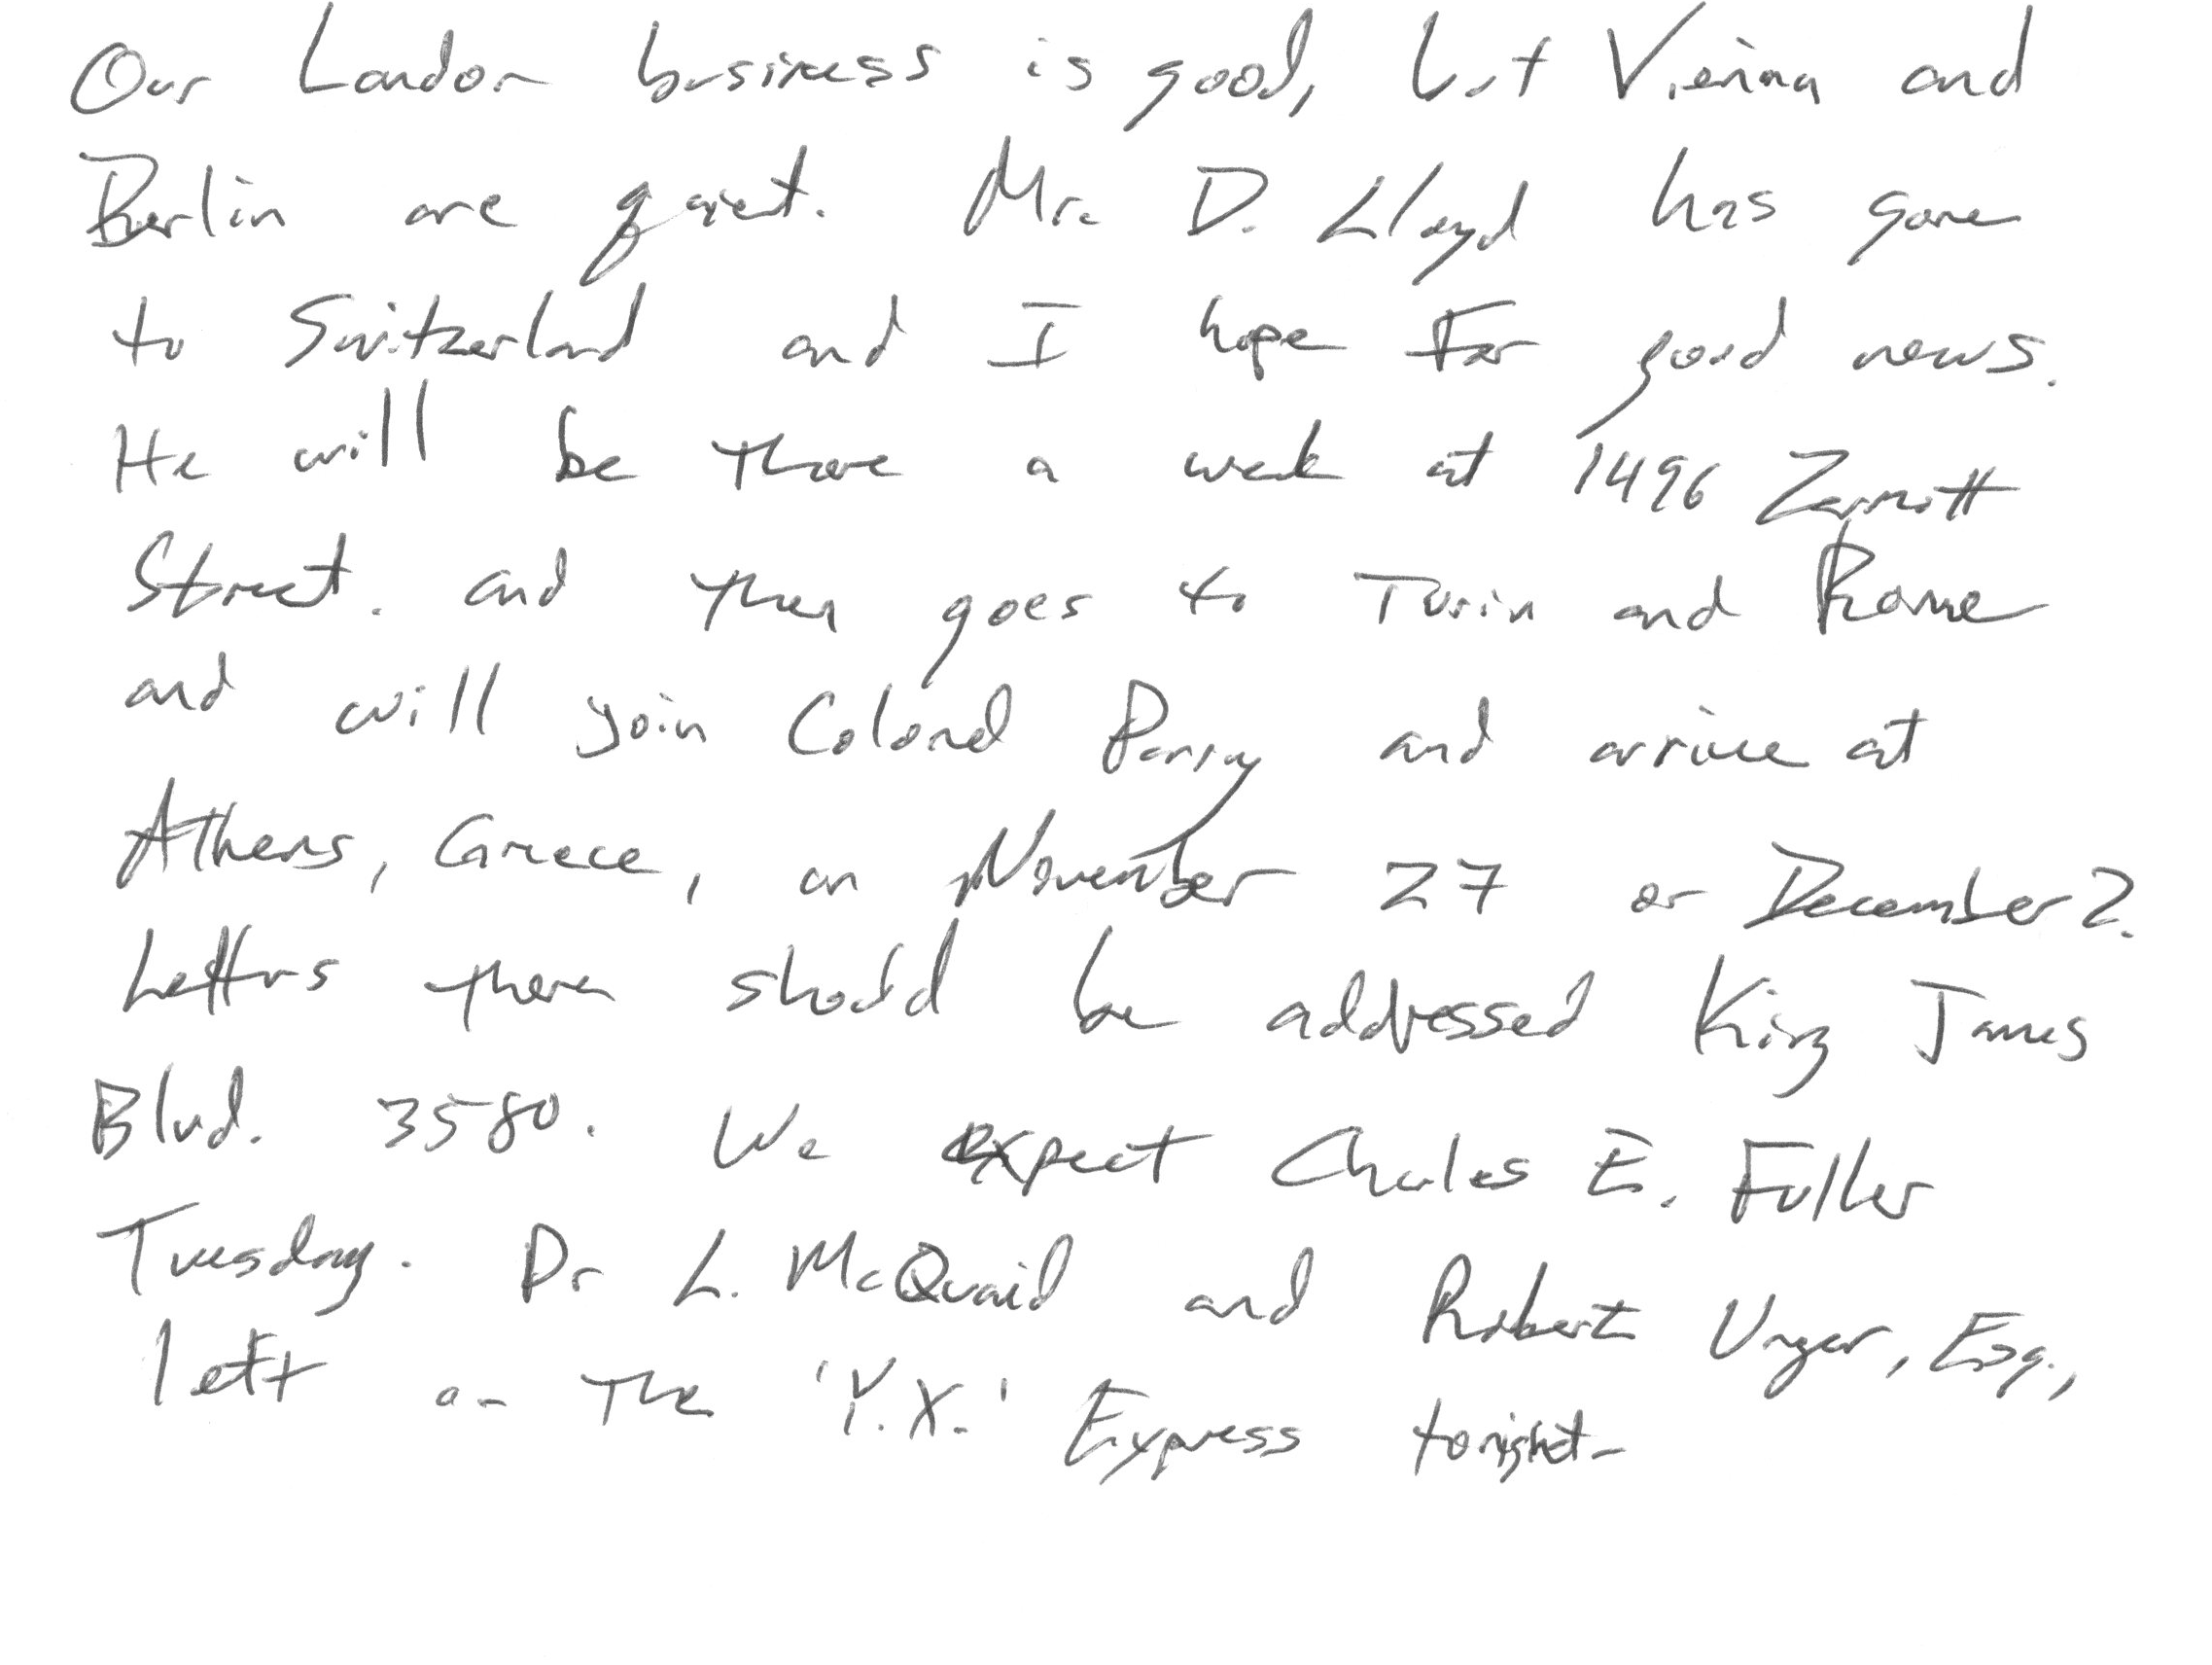 Our London business is good, but Vienna and
Berlin are quiet. Mr. D. Lloyd has gone
to Switzerland and I hope for good news.
He will be there a week at 1496 Zermott
Street. and then goes to Turin and Rome
and will join Colonel Parry and arrive at
Athens, Greece, on November 27 or December 2.
Letters there should be addressed King James
Blvd. 3580. We expect Charles E. Fuller
Tuesday. Dr L. McQuaid and Robert Unger, Esq.,
left on the 'Y.X.' Express tonight.